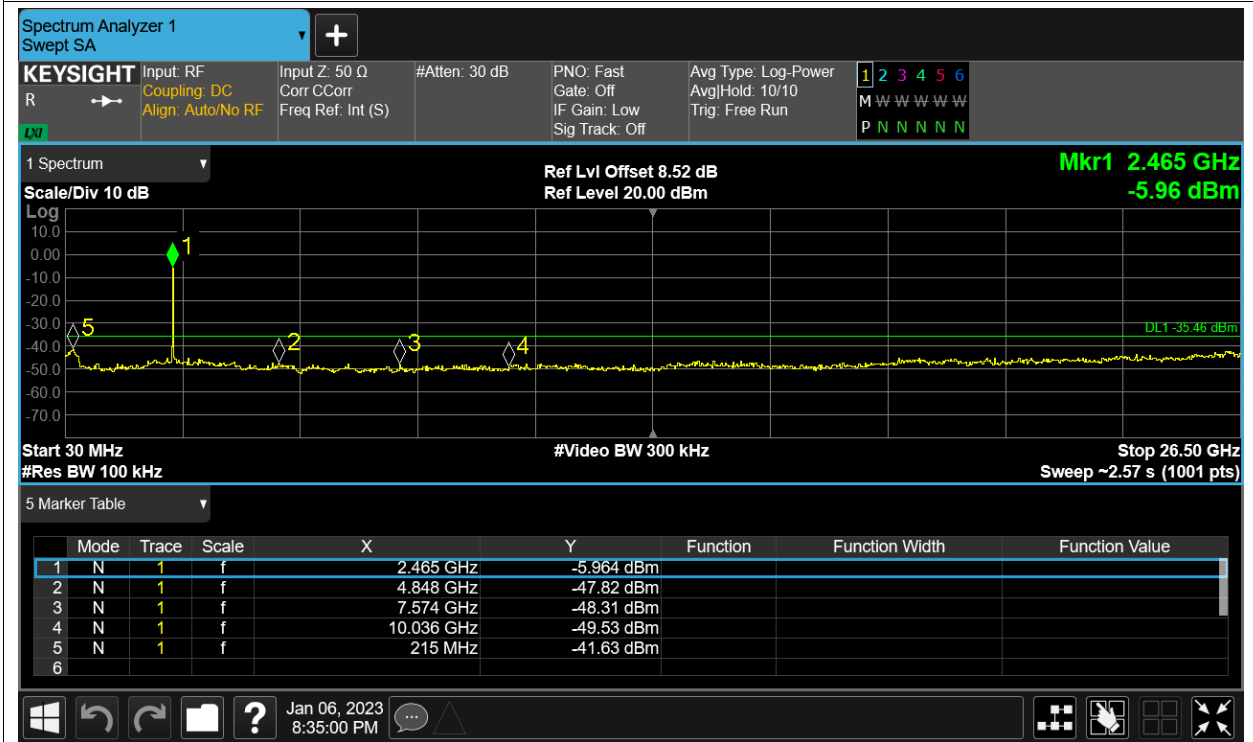 Spectrum Analyzer 1
Swept SA
KEYSIGHT
R
LXI
Input: RF
Coupling: DC
Align: Auto/No RF
Input Z: 50 Ω
Corr CCorr
Freq Ref: Int (S)
#Atten: 30 dB
PNO: Fast
Gate: Off
IF Gain: Low
Sig Track: Off
Avg Type: Log-Power
Avg|Hold: 10/10
Trig: Free Run
1 2 3 4 5 6
M W W W W W
P N N N N N
1 Spectrum
Scale/Div 10 dB
Ref Lvl Offset 8.52 dB
Ref Level 20.00 dBm
Mkr1 2.465 GHz
-5.96 dBm
Log
10.0
0.00
-10.0
-20.0
-30.0
-40.0
-50.0
-60.0
-70.0
1
5
2
3
4
DL1 -35.46 dBm
Start 30 MHz
#Video BW 300 kHz
Stop 26.50 GHz
#Res BW 100 kHz
Sweep ~2.57 s (1001 pts)
5 Marker Table
Mode Trace Scale X Y Function Function Width Function Value
1 N 1 f 2.465 GHz -5.964 dBm
2 N 1 f 4.848 GHz -47.82 dBm
3 N 1 f 7.574 GHz -48.31 dBm
4 N 1 f 10.036 GHz -49.53 dBm
5 N 1 f 215 MHz -41.63 dBm
6
?
Jan 06, 2023
8:35:00 PM